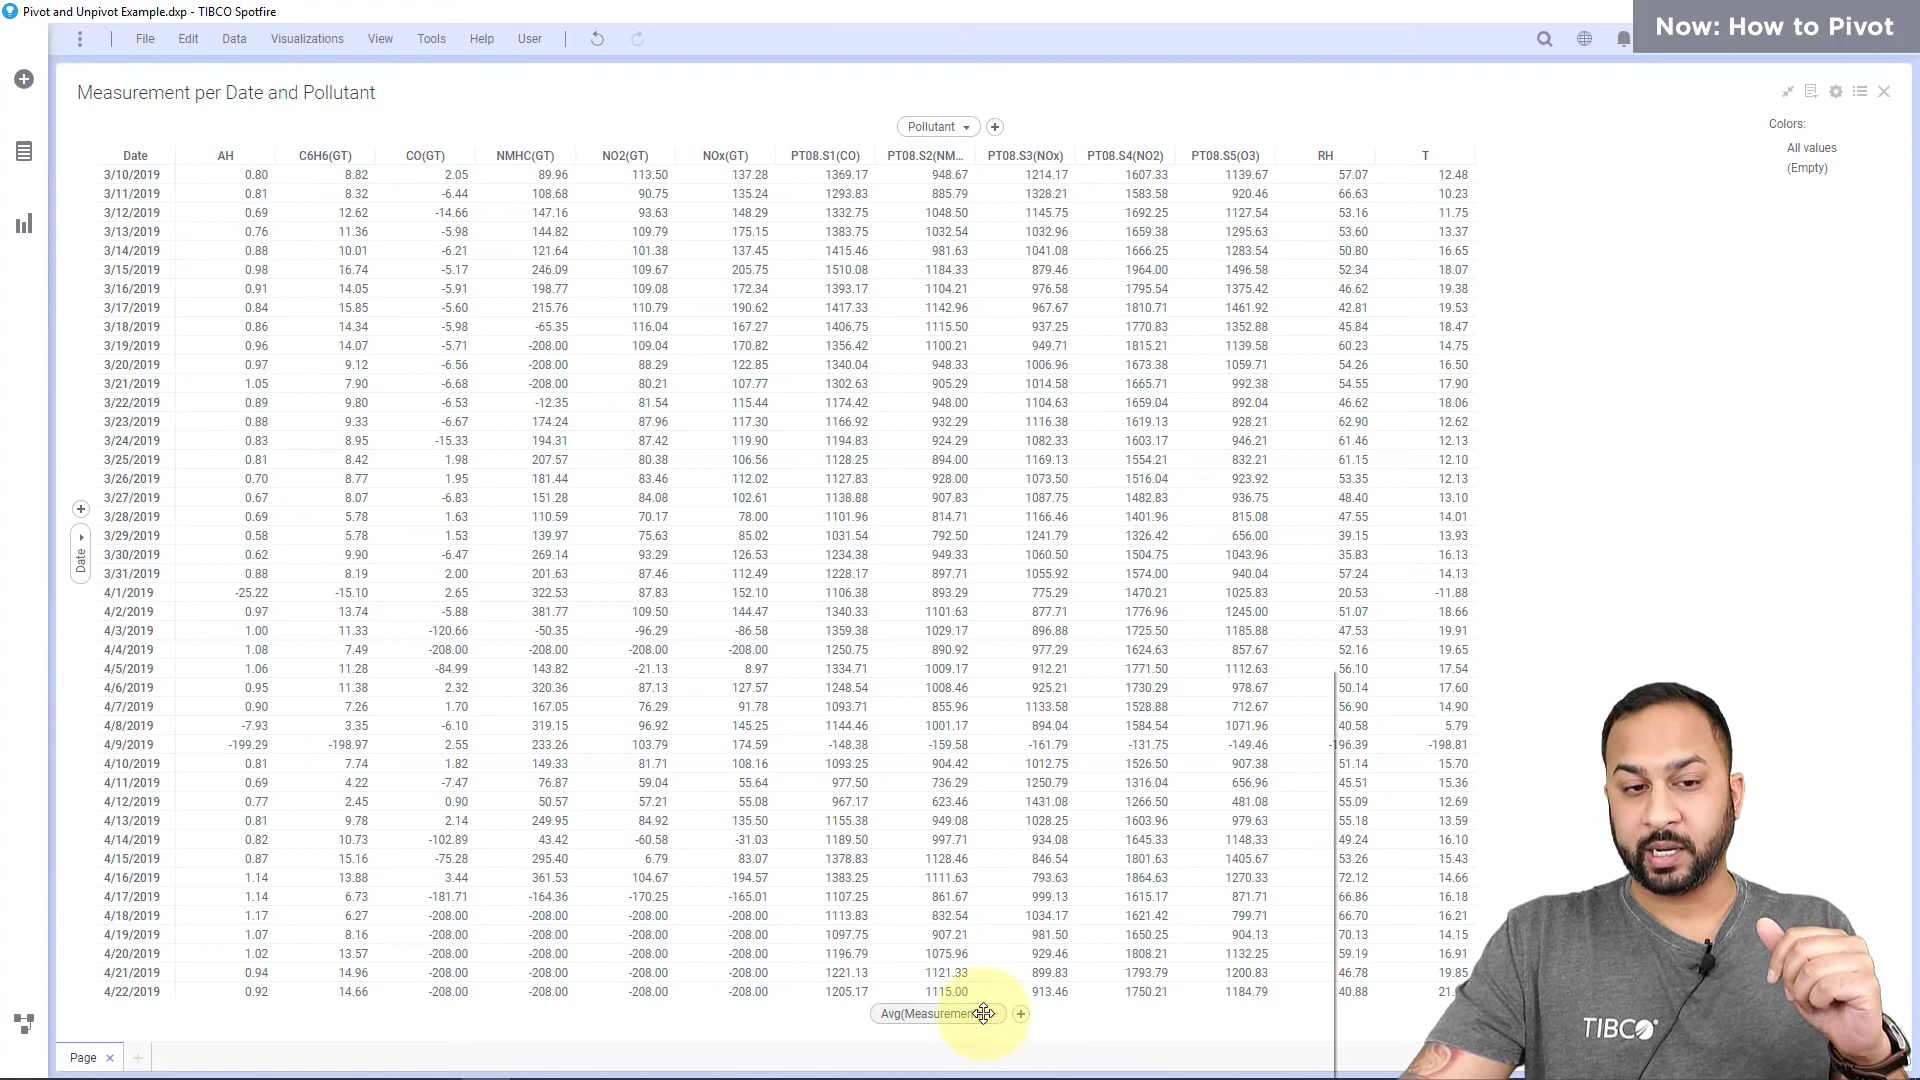 Pivot and Unpivot Example.dxp - TIBCO Spotfire
Now: How to Pivot
File Edit Data Visualizations View Tools Help User
Measurement per Date and Pollutant
Pollutant
Colors:
All values
(Empty)
Date AH C6H6(GT) CO(GT) NMHC(GT) NO2(GT) NOx(GT) PT08.S1(CO) PT08.S2(NM... PT08.S3(NOx) PT08.S4(NO2) PT08.S5(O3) RH T
3/10/2019 0.80 8.82 2.05 89.96 113.50 137.28 1369.17 948.67 1214.17 1607.33 1139.67 57.07 12.48
3/11/2019 0.81 8.32 -6.44 108.68 90.75 135.24 1293.83 885.79 1328.21 1583.58 920.46 66.63 10.23
3/12/2019 0.69 12.62 -14.66 147.16 93.63 148.29 1332.75 1048.50 1145.75 1692.25 1127.54 53.16 11.75
3/13/2019 0.76 11.36 -5.98 144.82 109.79 175.15 1383.75 1032.54 1032.96 1659.38 1295.63 53.60 13.37
3/14/2019 0.88 10.01 -6.21 121.64 101.38 137.45 1415.46 981.63 1041.08 1666.25 1283.54 50.80 16.65
3/15/2019 0.98 16.74 -5.17 246.09 109.67 205.75 1510.08 1184.33 879.46 1964.00 1496.58 52.34 18.07
3/16/2019 0.91 14.05 -5.91 198.77 109.08 172.34 1393.17 1104.21 976.58 1795.54 1375.42 46.62 19.38
3/17/2019 0.84 15.85 -5.60 215.76 110.79 190.62 1417.33 1142.96 967.67 1810.71 1461.92 42.81 19.53
3/18/2019 0.86 14.34 -5.98 -65.35 116.04 167.27 1406.75 1115.50 937.25 1770.83 1352.88 45.84 18.47
3/19/2019 0.96 14.07 -5.71 -208.00 109.04 170.82 1356.42 1100.21 949.71 1815.21 1139.58 60.23 14.75
3/20/2019 0.97 9.12 -6.56 -208.00 88.29 122.85 1340.04 948.33 1006.96 1673.38 1059.71 54.26 16.50
3/21/2019 1.05 7.90 -6.68 -208.00 80.21 107.77 1302.63 905.29 1014.58 1665.71 992.38 54.55 17.90
3/22/2019 0.89 9.80 -6.53 -12.35 81.54 115.44 1174.42 948.00 1104.63 1659.04 892.04 46.62 18.06
3/23/2019 0.88 9.33 -6.67 174.24 87.96 117.30 1166.92 932.29 1116.38 1619.13 928.21 62.90 12.62
3/24/2019 0.83 8.95 -15.33 194.31 87.42 119.90 1194.83 924.29 1082.33 1603.17 946.21 61.46 12.13
3/25/2019 0.81 8.42 1.98 207.57 80.38 106.56 1128.25 894.00 1169.13 1554.21 832.21 61.15 12.10
3/26/2019 0.70 8.77 1.95 181.44 83.46 112.02 1127.83 928.00 1073.50 1516.04 923.92 53.35 12.13
3/27/2019 0.67 8.07 -6.83 151.28 84.08 102.61 1138.88 907.83 1087.75 1482.83 936.75 48.40 13.10
3/28/2019 0.69 5.78 1.63 110.59 70.17 78.00 1101.96 814.71 1166.46 1401.96 815.08 47.55 14.01
3/29/2019 0.58 5.78 1.53 139.97 75.63 85.02 1031.54 792.50 1241.79 1326.42 656.00 39.15 13.93
3/30/2019 0.62 9.90 -6.47 269.14 93.29 126.53 1234.38 949.33 1060.50 1504.75 1043.96 35.83 16.13
3/31/2019 0.88 8.19 2.00 201.63 87.46 112.49 1228.17 897.71 1055.92 1574.00 940.04 57.24 14.13
4/1/2019 -25.22 -15.10 2.65 322.53 87.83 152.10 1106.38 893.29 775.29 1470.21 1025.83 20.53 -11.88
4/2/2019 0.97 13.74 -5.88 381.77 109.50 144.47 1340.33 1101.63 877.71 1776.96 1245.00 51.07 18.66
4/3/2019 1.00 11.33 -120.66 -50.35 -96.29 -86.58 1359.38 1029.17 896.88 1725.50 1185.88 47.53 19.91
4/4/2019 1.08 7.49 -208.00 -208.00 -208.00 -208.00 1250.75 890.92 977.29 1624.63 857.67 52.16 19.65
4/5/2019 1.06 11.28 -84.99 143.82 -21.13 8.97 1334.71 1009.17 912.21 1771.50 1112.63 56.10 17.54
4/6/2019 0.95 11.38 2.32 320.36 87.13 127.57 1248.54 1008.46 925.21 1730.29 978.67 50.14 17.60
4/7/2019 0.90 7.26 1.70 167.05 76.29 91.78 1093.71 855.96 1133.58 1528.88 712.67 56.90 14.90
4/8/2019 -7.93 3.35 -6.10 319.15 96.92 145.25 1144.46 1001.17 894.04 1584.54 1071.96 40.58 5.79
4/9/2019 -199.29 -198.97 2.55 233.26 103.79 174.59 -148.38 -159.58 -161.79 -131.75 -149.46 -196.39 -198.81
4/10/2019 0.81 7.74 1.82 149.33 81.71 108.16 1093.25 904.42 1012.75 1526.50 907.38 51.14 15.70
4/11/2019 0.69 4.22 -7.47 76.87 59.04 55.64 977.50 736.29 1250.79 1316.04 656.96 45.51 15.36
4/12/2019 0.77 2.45 0.90 50.57 57.21 55.08 967.17 623.46 1431.08 1266.50 481.08 55.09 12.69
4/13/2019 0.81 9.78 2.14 249.95 84.92 135.50 1155.38 949.08 1028.25 1603.96 979.63 55.18 13.59
4/14/2019 0.82 10.73 -102.89 43.42 -60.58 -31.03 1189.50 997.71 934.08 1645.33 1148.33 49.24 16.10
4/15/2019 0.87 15.16 -75.28 295.40 6.79 83.07 1378.83 1128.46 846.54 1801.63 1405.67 53.26 15.43
4/16/2019 1.14 13.88 3.44 361.53 104.67 194.57 1383.25 1111.63 793.63 1864.63 1270.33 72.12 14.66
4/17/2019 1.14 6.73 -181.71 -164.36 -170.25 -165.01 1107.25 861.67 999.13 1615.17 871.71 66.86 16.18
4/18/2019 1.17 6.27 -208.00 -208.00 -208.00 -208.00 1113.83 832.54 1034.17 1621.42 799.71 66.70 16.21
4/19/2019 1.07 8.16 -208.00 -208.00 -208.00 -208.00 1097.75 907.21 981.50 1650.25 904.13 70.13 14.15
4/20/2019 1.02 13.57 -208.00 -208.00 -208.00 -208.00 1196.79 1075.96 929.46 1808.21 1132.25 59.19 16.91
4/21/2019 0.94 14.96 -208.00 -208.00 -208.00 -208.00 1221.13 1121.33 899.83 1793.79 1200.83 46.78 19.85
4/22/2019 0.92 14.66 -208.00 -208.00 -208.00 -208.00 1205.17 1115.00 913.46 1750.21 1184.79 40.88 21.
Date
Avg(Measuremen
TIBCO
Page